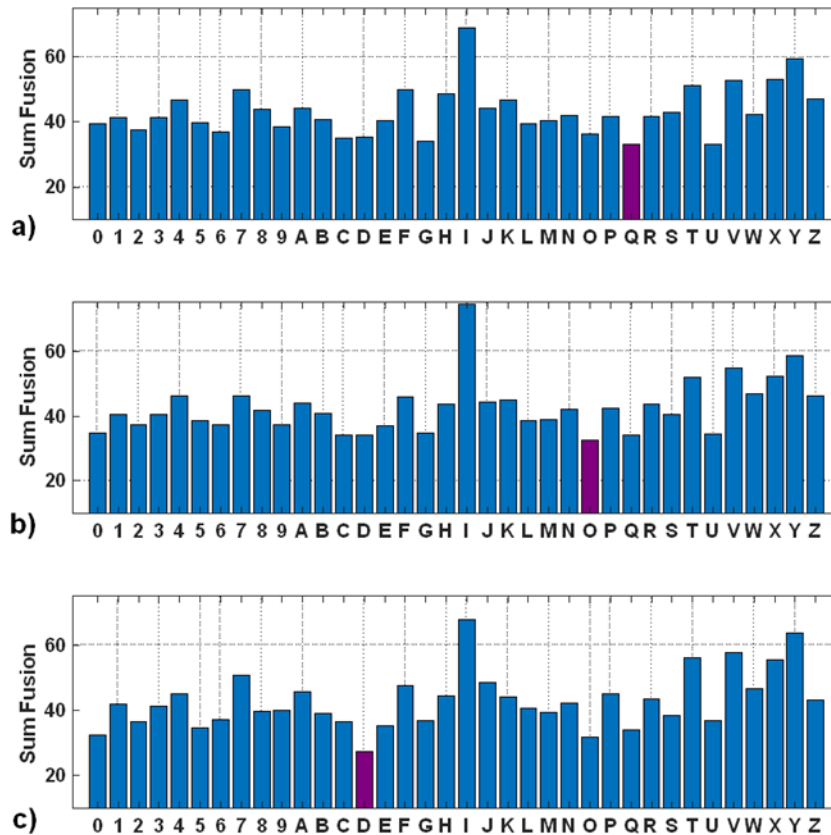 60
40
20
Sum Fusion
a)
0 1 2 3 4 5 6 7 8 9 A B C D E F G H I J K L M N O P Q R S T U V W X Y Z
60
40
20
Sum Fusion
b)
0 1 2 3 4 5 6 7 8 9 A B C D E F G H I J K L M N O P Q R S T U V W X Y Z
60
40
20
Sum Fusion
c)
0 1 2 3 4 5 6 7 8 9 A B C D E F G H I J K L M N O P Q R S T U V W X Y Z